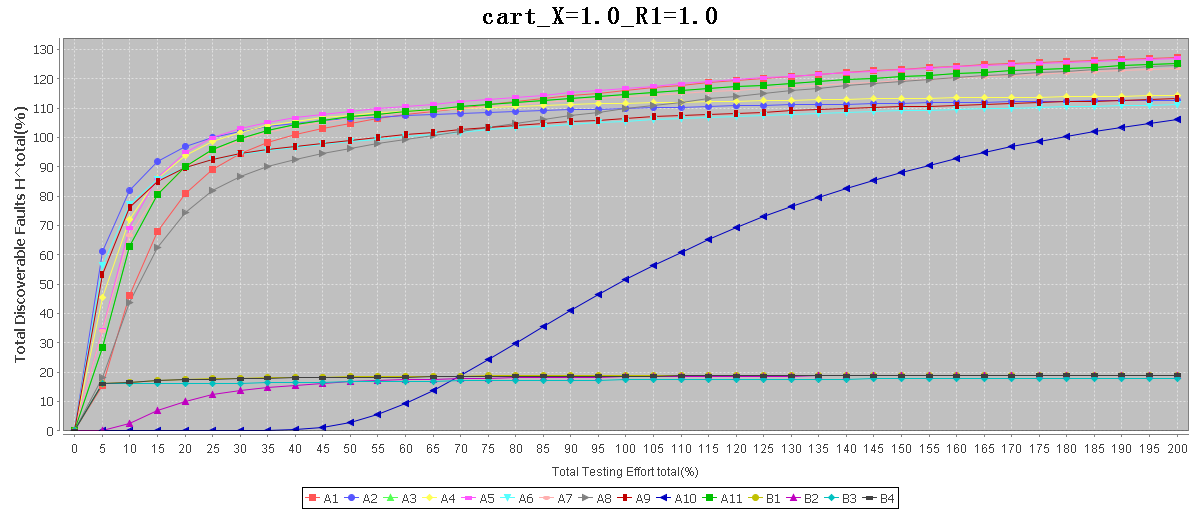 cart_X=1.0_R1=1.0
Total Discoverable Faults H^total(%)
130
120
110
100
90
80
70
60
50
40
30
20
10
0
0 5 10 15 20 25 30 35 40 45 50 55 60 65 70 75 80 85 90 95 100 105 110 115 120 125 130 135 140 145 150 155 160 165 170 175 180 185 190 195 200
Total Testing Effort total(%)
A1 A2 A3 A4 A5 A6 A7 A8 A9 A10 A11 B1 B2 B3 B4